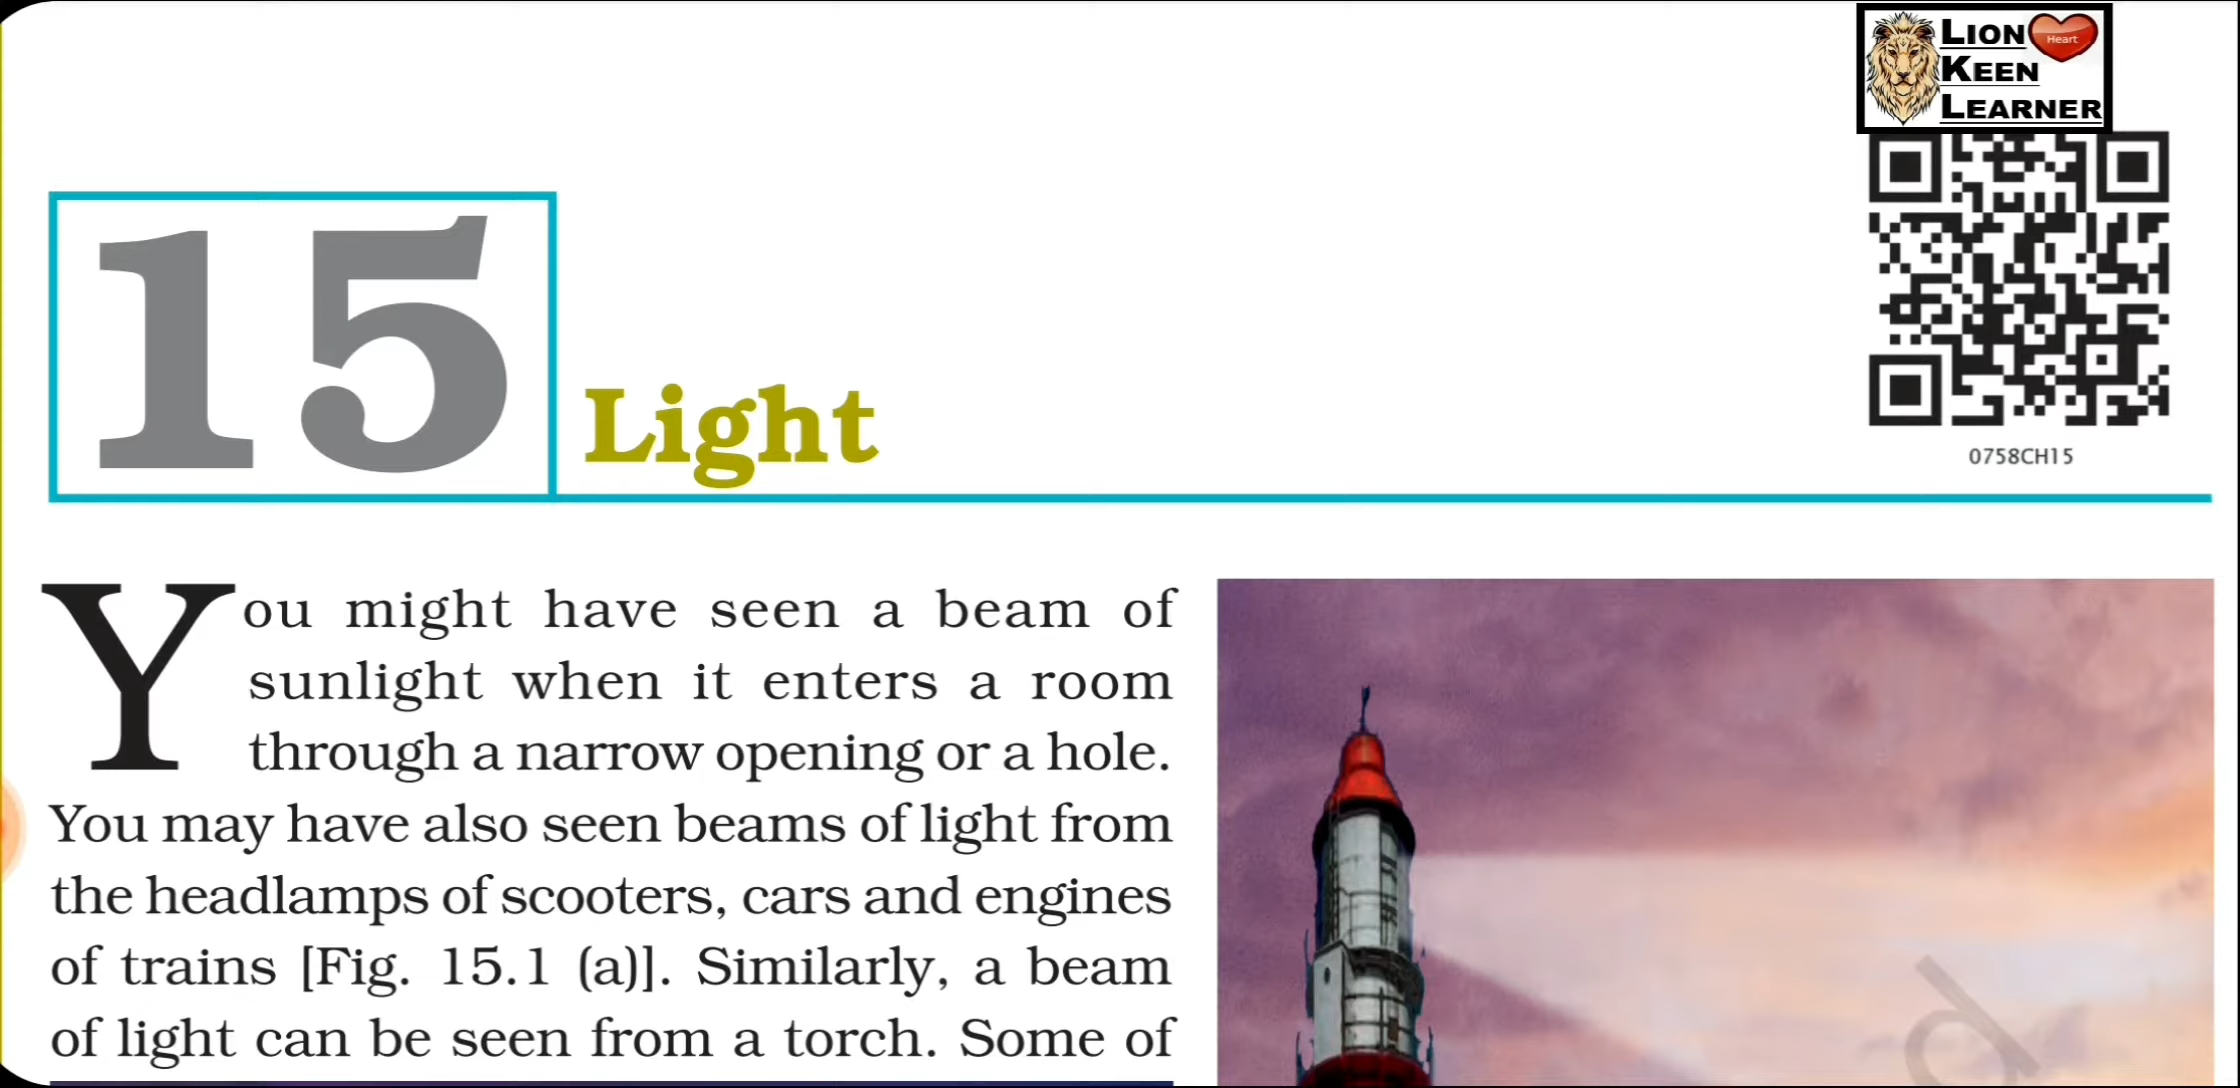 LION Heart
KEEN
LEARNER
0758CH15
15
Light
You might have seen a beam of
sunlight when it enters a room
through a narrow opening or a hole.
You may have also seen beams of light from
the headlamps of scooters, cars and engines
of trains [Fig. 15.1 (a)]. Similarly, a beam
of light can be seen from a torch. Some of
d